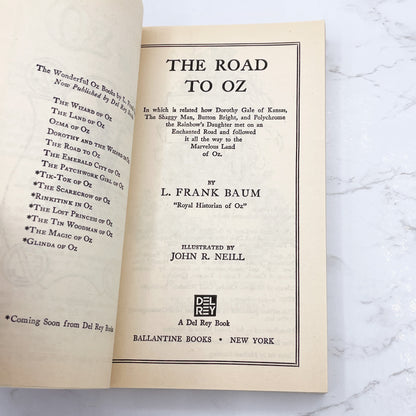 The Wonderful Oz Books by L.
Now Published by Del Rey
The Wizard of Oz
The Land of Oz
Ozma of Oz
Dorothy and the Wizard
The Road to Oz
The Emerald City of Oz
The Patchwork Girl of Oz
*Tik-Tok of Oz
*The Scarecrow of Oz
*Rinkitink in Oz
*The Lost Princess of Oz
*The Tin Woodman of Oz
*The Magic of Oz
*Glinda of Oz
*Coming Soon from Del Rey Books
THE ROAD
TO OZ
In which is related how Dorothy Gale of Kansas,
The Shaggy Man, Button Bright, and Polychrome
the Rainbow's Daughter met on an
Enchanted Road and followed
it all the way to the
Marvelous Land
of Oz.
BY
L. FRANK BAUM
"Royal Historian of Oz"
ILLUSTRATED BY
JOHN R. NEILL
DEL
REY
A Del Rey Book
BALLANTINE BOOKS • NEW YORK